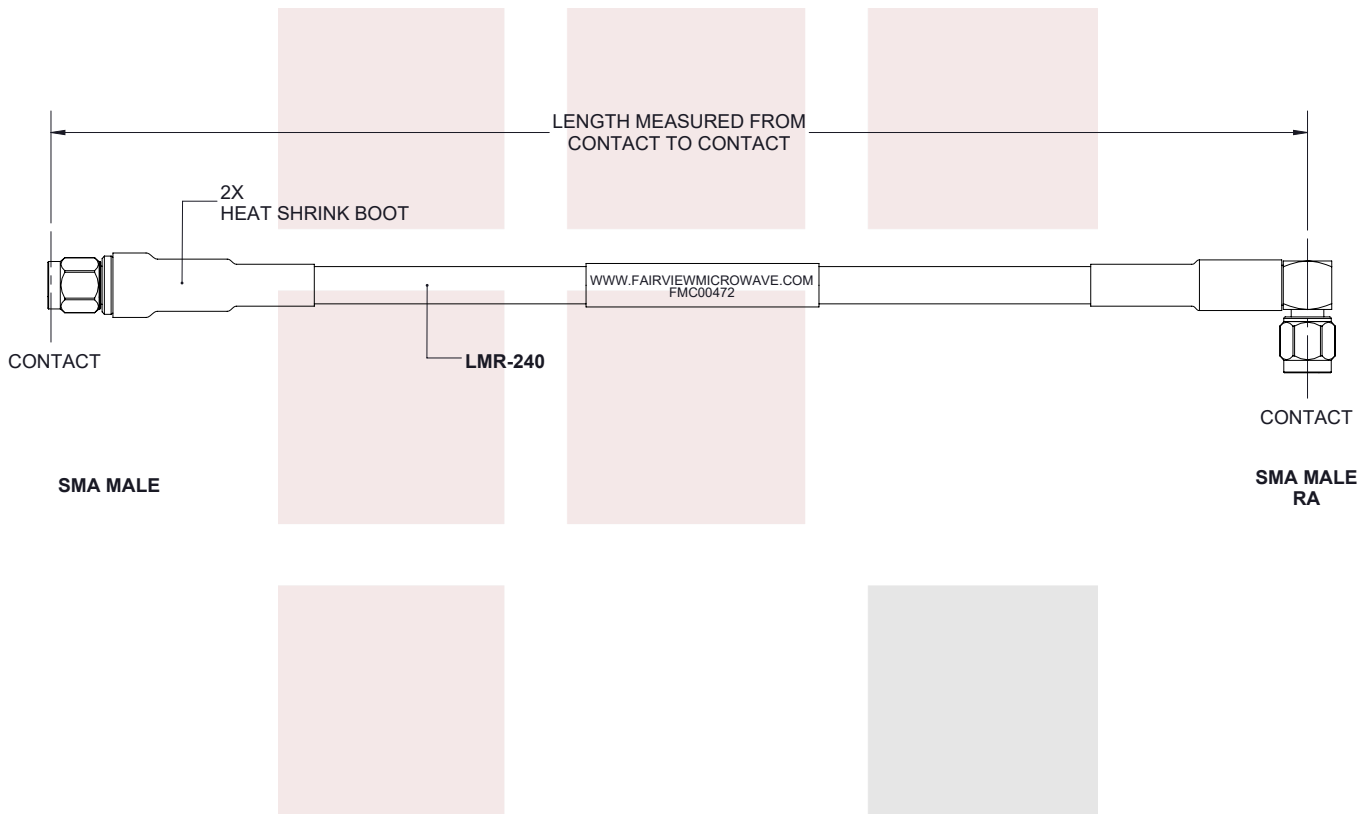 LENGTH MEASURED FROM
CONTACT TO CONTACT
2X
HEAT SHRINK BOOT
WWW.FAIRVIEWMICROWAVE.COM
FMC00472
CONTACT
LMR-240
CONTACT
SMA MALE
SMA MALE
RA